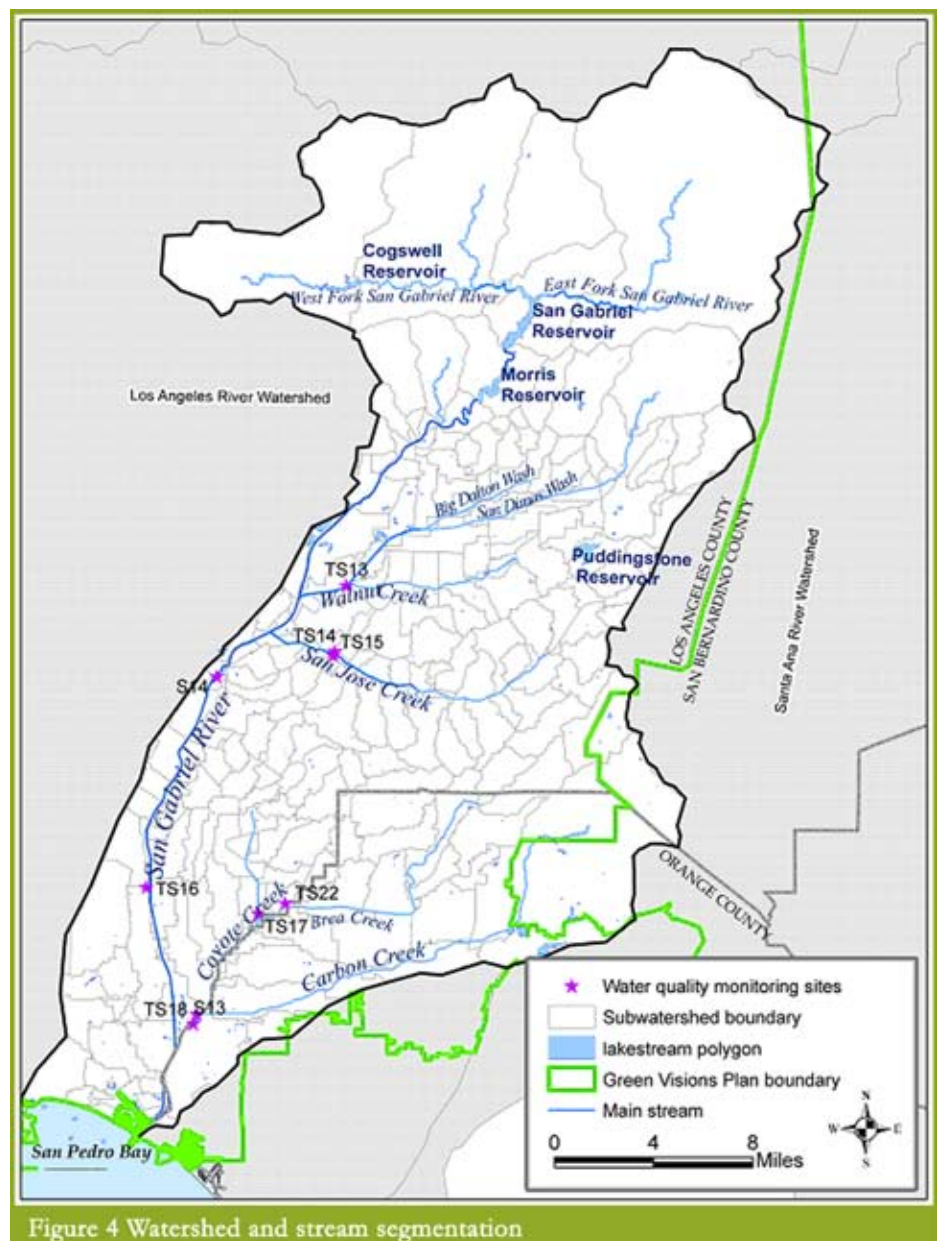 Cogswell
Reservoir
West Fork San Gabriel River
East Fork San Gabriel River
San Gabriel
Reservoir
Morris
Reservoir
Los Angeles River Watershed
Big Dalton Wash
San Dimas Wash
Puddingstone
Reservoir
TS13
Walnut Creek
LOS ANGELES COUNTY
SAN BERNARDINO COUNTY
Santa Ana River Watershed
TS14
TS15
San Jose Creek
S14
San Gabriel River
TS16
TS22
TS17
Brea Creek
Coyote Creek
Carbon Creek
ORANGE COUNTY
TS18
S13
San Pedro Bay
Water quality monitoring sites
Subwatershed boundary
lakestream polygon
Green Visions Plan boundary
Main stream
N
W
E
S
0 4 8
Miles
Figure 4 Watershed and stream segmentation